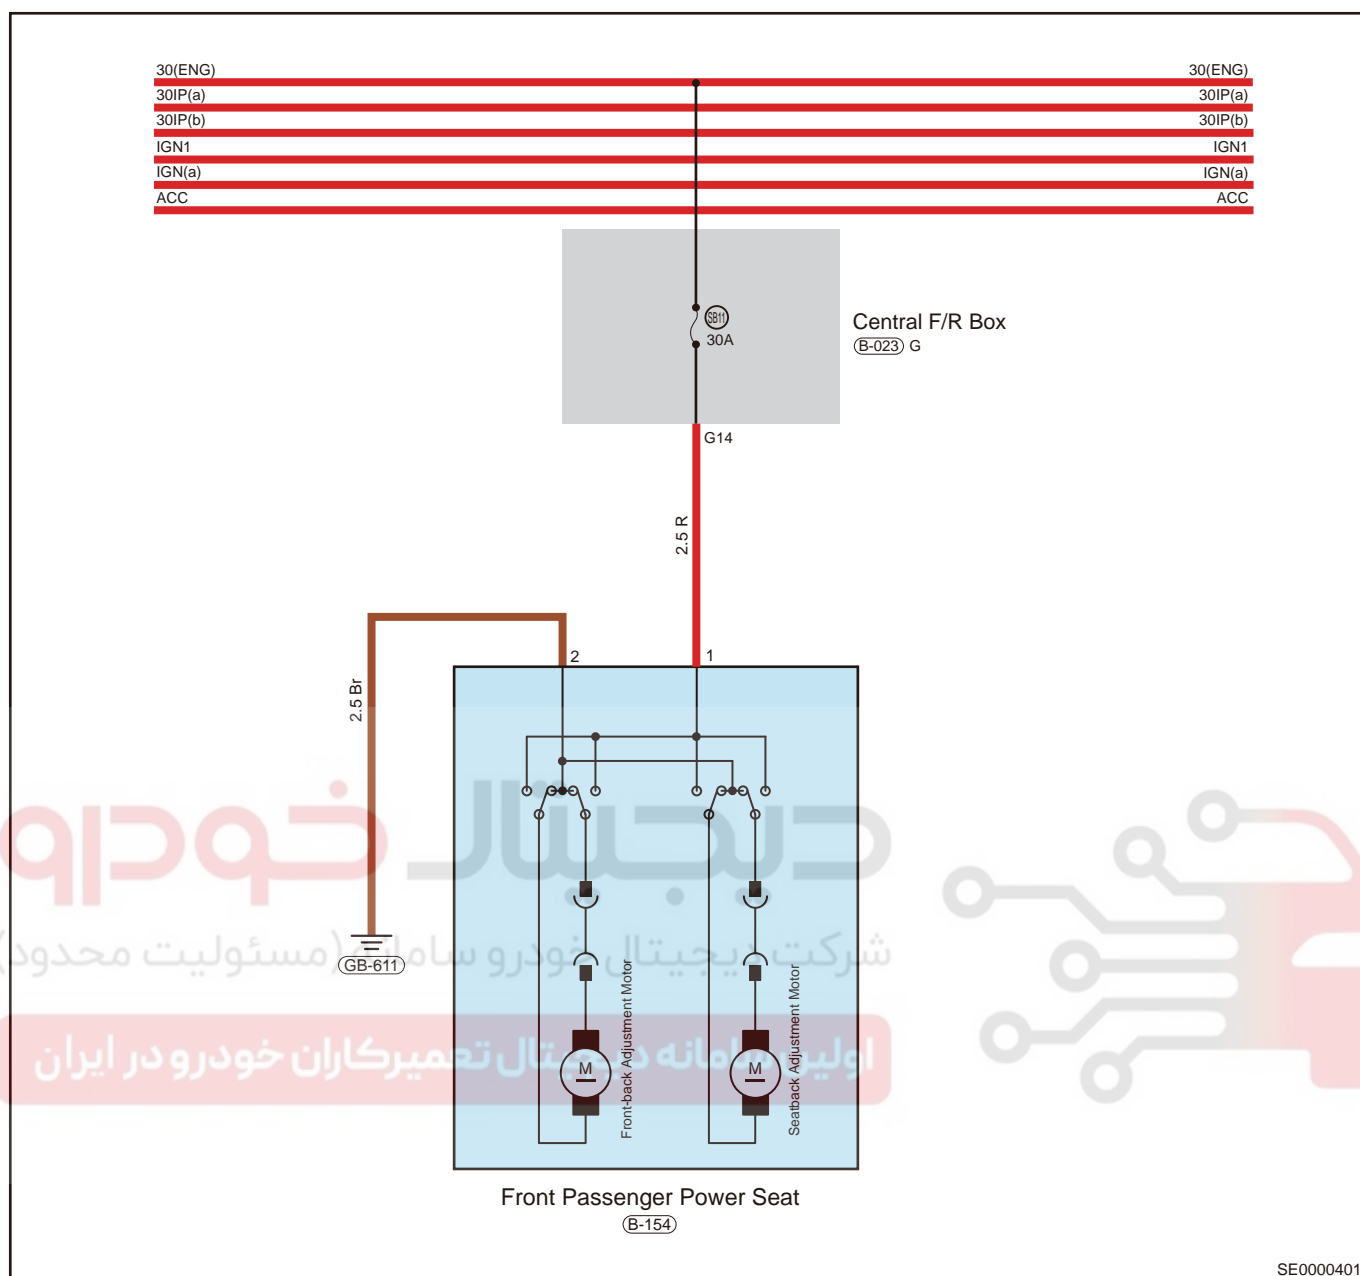 30(ENG) 30(ENG)
30IP(a) 30IP(a)
30IP(b) 30IP(b)
IGN1 IGN1
IGN(a) IGN(a)
ACC ACC
SB11
30A
Central F/R Box
B-023 G
G14
2.5 R
2 1
2.5 Br
دیجیتال خودرو
شرکت دیجیتال خودرو سامانه (مسئولیت محدود)
GB-611
اولین سامانه دیجیتال تعمیرکاران خودرو در ایران
M
Front-back Adjustment Motor
M
Seatback Adjustment Motor
Front Passenger Power Seat
B-154
SE0000401